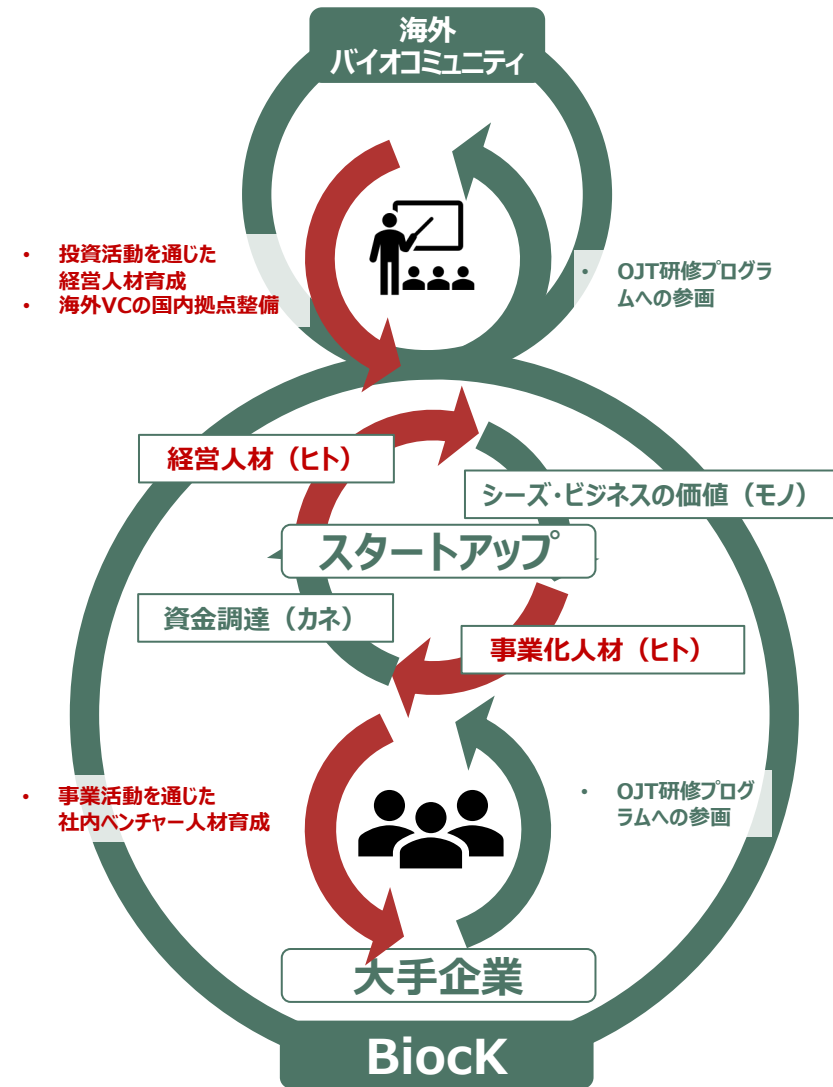 海外
バイオコミュニティ
• 投資活動を通じた
経営人材育成
• 海外VCの国内拠点整備
• OJT研修プログラ
ムへの参画
経営人材（ヒト）
シーズ・ビジネスの価値（モノ）
スタートアップ
資金調達（カネ）
事業化人材（ヒト）
• 事業活動を通じた
社内ベンチャー人材育成
• OJT研修プログ
ラムへの参画
大手企業
BiocK